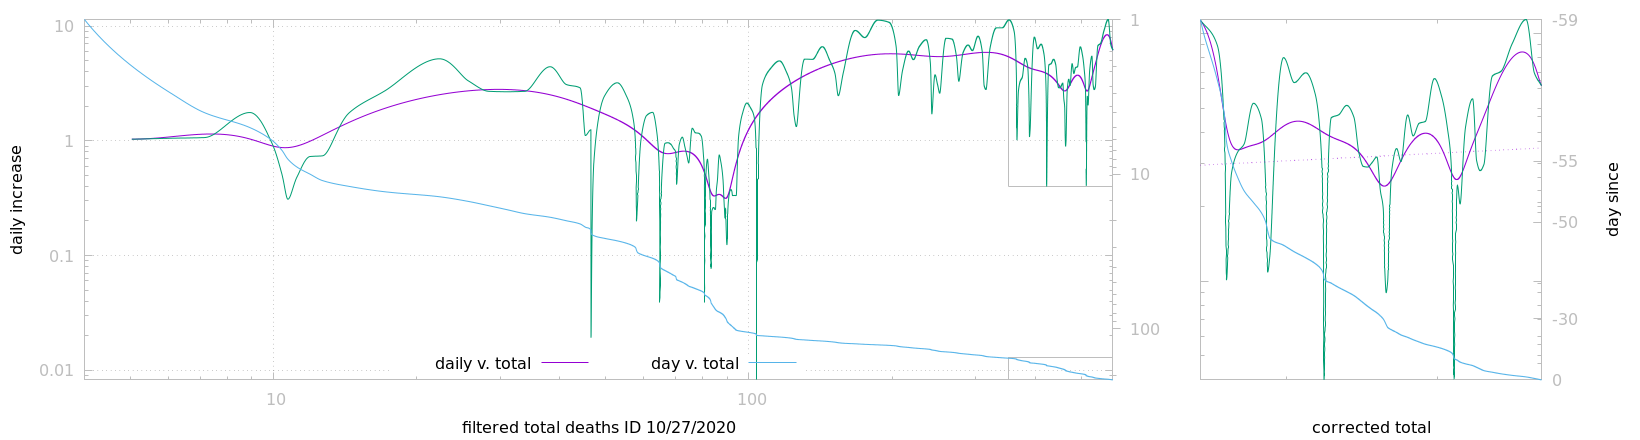 10
1
0.1
0.01
daily increase
10
100
filtered total deaths ID 10/27/2020
daily v. total
day v. total
1
10
100
-59
-55
-50
-30
0
day since
corrected total